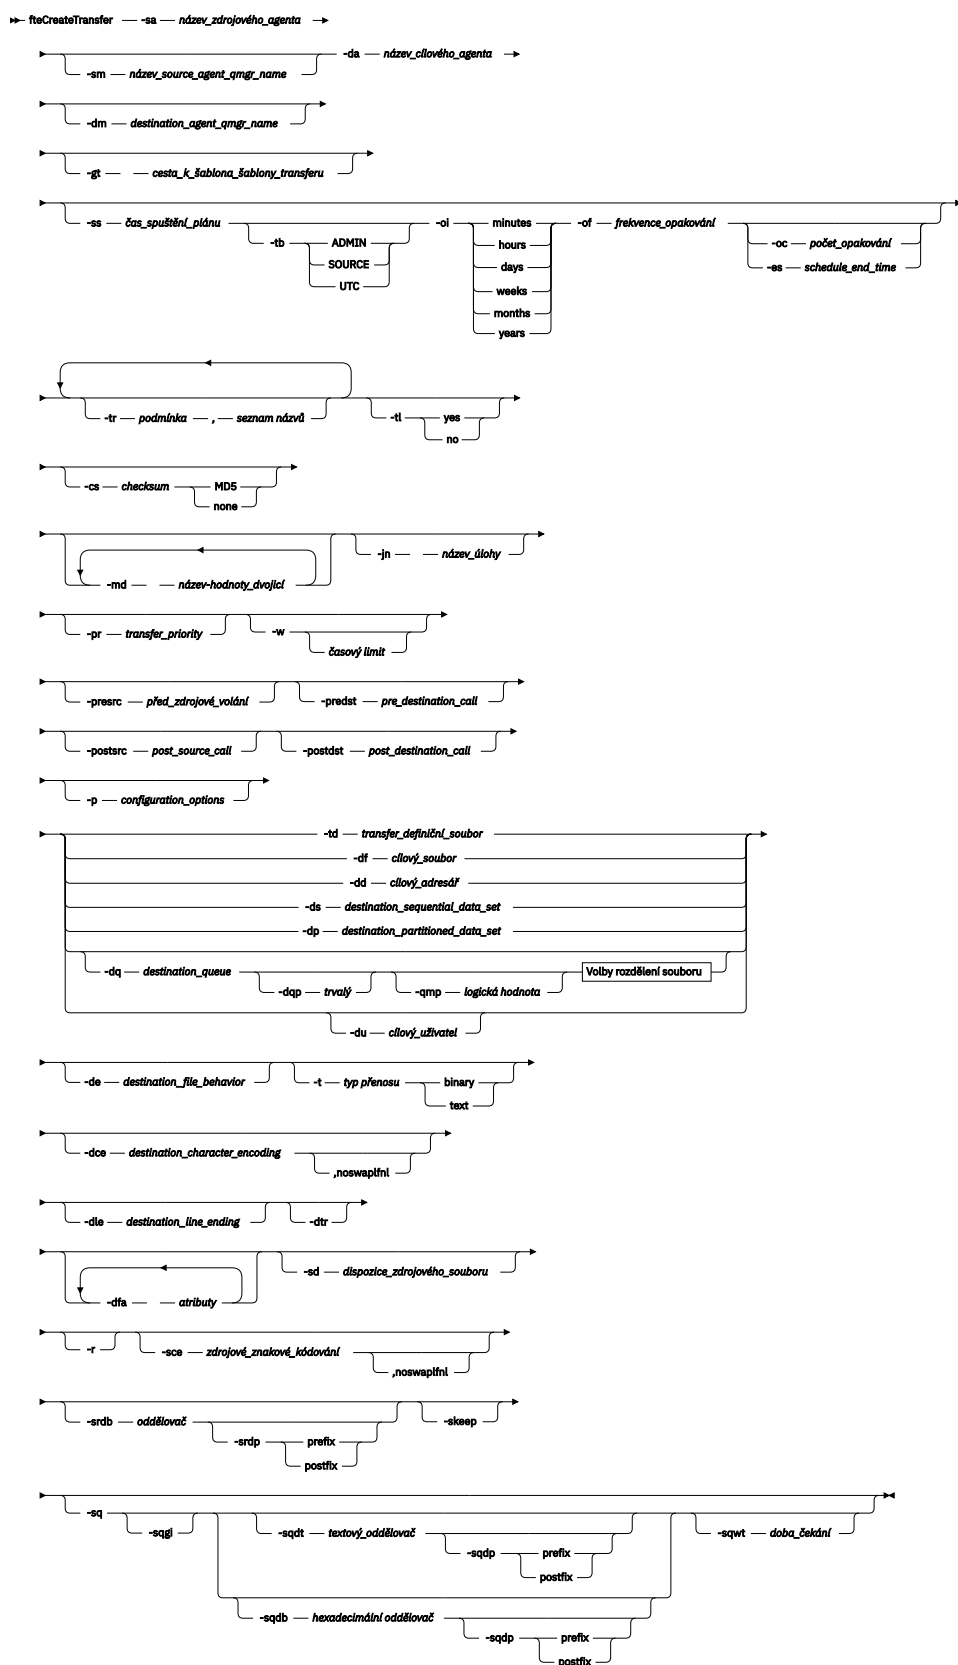 fteCreateTransfer -sa název_zdrojového_agenta
-sm název_source_agent_qmgr_name -da název_cílového_agenta
-dm destination_agent_qmgr_name
-gt cesta_k_šablona_šablony_transferu
-ss čas_spuštění_plánu -tb ADMIN SOURCE UTC -oi minutes hours days weeks months years -of frekvence_opakování -oc počet_opakování -es schedule_end_time
-tr podmínka , seznam názvů -tl yes no
-cs checksum MD5 none
-md název-hodnoty_dvojicí -jn název_úlohy
-pr transfer_priority -w časový limit
-presrc před_zdrojové_volání -predst pre_destination_call
-postsrc post_source_call -postdst post_destination_call
-p configuration_options
-td transfer_definiční_soubor
-df cílový_soubor
-dd cílový_adresář
-ds destination_sequential_data_set
-dp destination_partitioned_data_set
-dq destination_queue -dqp trvalý -qmp logická hodnota Volby rozdělení souboru
-du cílový_uživatel
-de destination_file_behavior -t typ přenosu binary text
-dce destination_character_encoding ,noswaplfnl
-dle destination_line_ending -dtr
-dfa atributy -sd dispozice_zdrojového_souboru
-r -sce zdrojové_znakové_kódování ,noswaplfnl
-srdb oddělovač -srdp prefix postfix -skeep
-sq -sqgi -sqdt textový_oddělovač -sqdp prefix postfix -sqwt doba_čekání
-sqdb hexadecimální oddělovač -sqdp prefix postfix